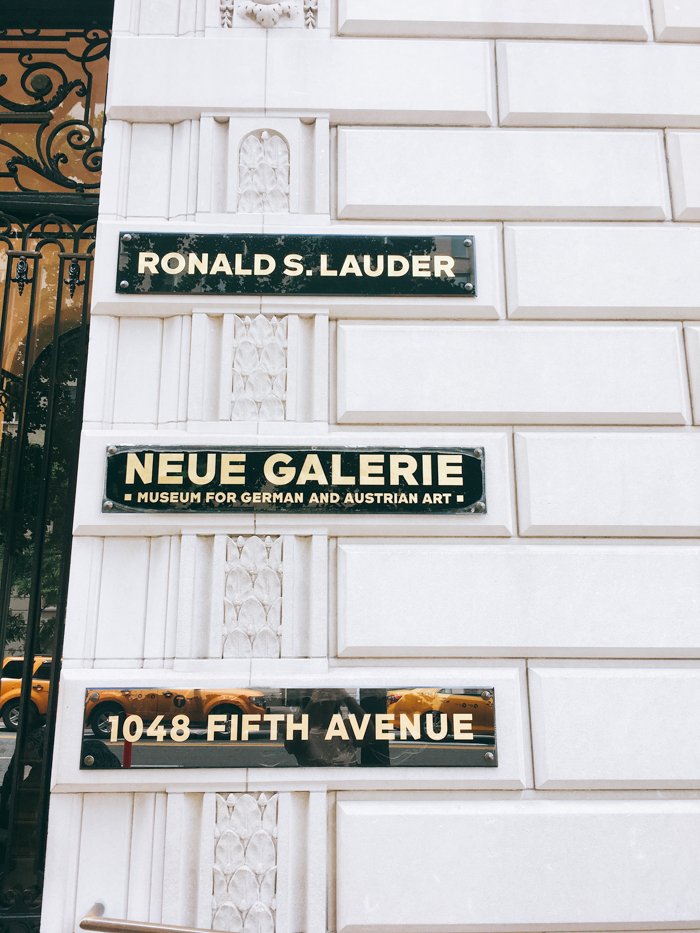 RONALD S. LAUDER
NEUE GALERIE
▪ MUSEUM FOR GERMAN AND AUSTRIAN ART ▪
1048 FIFTH AVENUE